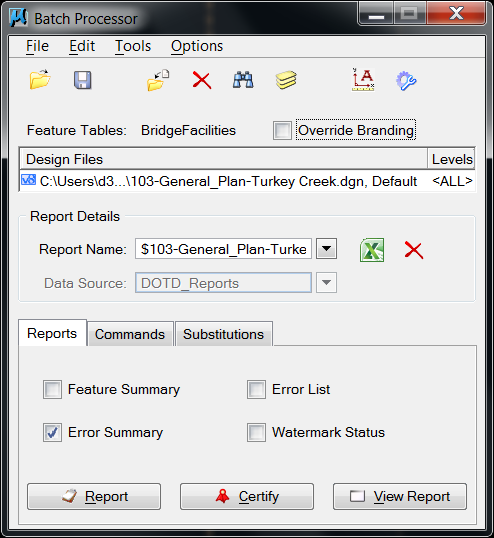 Batch Processor
File Edit Tools Options
Feature Tables: BridgeFacilities Override Branding
Design Files Levels
C:\Users\d3...\103-General_Plan-Turkey Creek.dgn, Default <ALL>
Report Details
Report Name: $103-General_Plan-Turke
Data Source: DOTD_Reports
Reports Commands Substitutions
Feature Summary Error List
Error Summary Watermark Status
Report Certify View Report